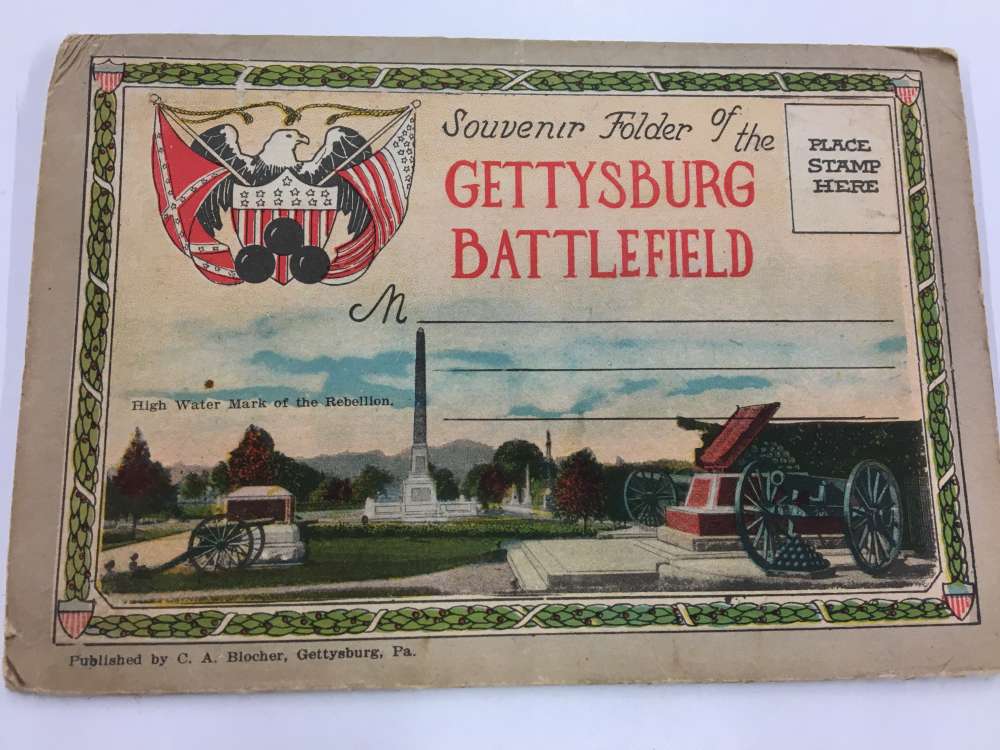 Souvenir Folder of the
GETTYSBURG
BATTLEFIELD
PLACE
STAMP
HERE
M
High Water Mark of the Rebellion.
Published by C. A. Blocher, Gettysburg, Pa.